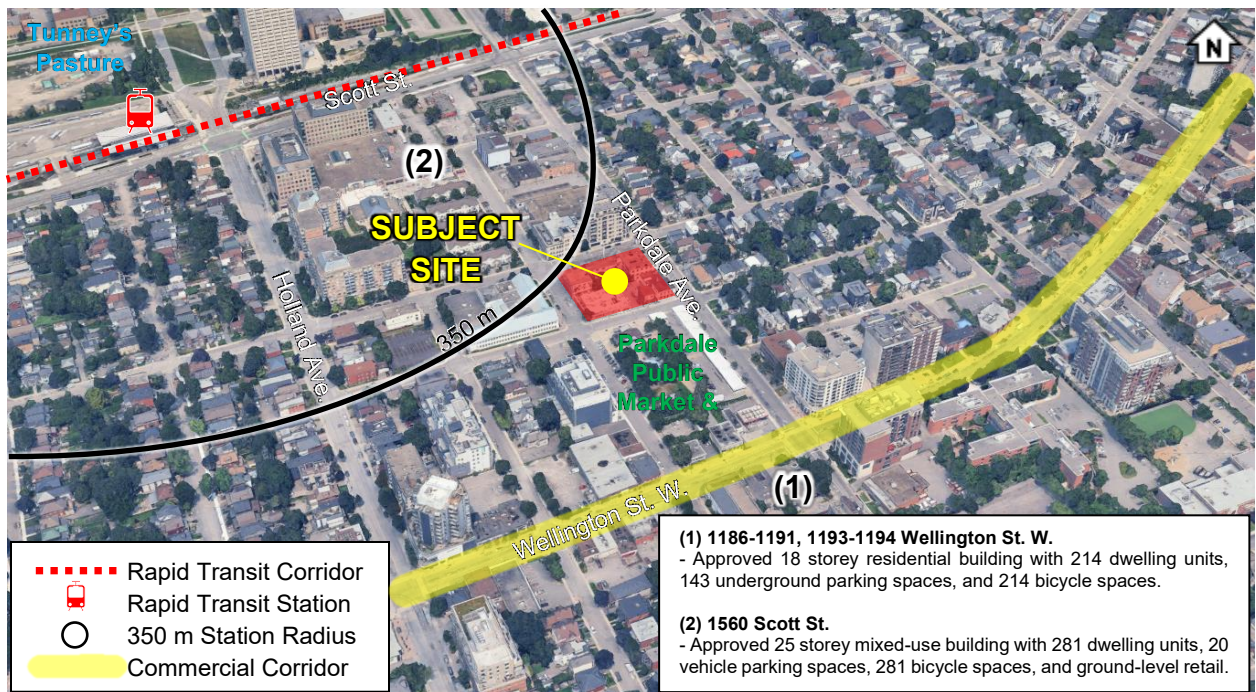 Tunney's
Pasture
N
Scott St.
(2)
SUBJECT
SITE
Parkdale Ave.
Holland Ave.
350 m
Parkdale
Public
Market &
Wellington St. W.
(1)
Rapid Transit Corridor
Rapid Transit Station
350 m Station Radius
Commercial Corridor
(1) 1186-1191, 1193-1194 Wellington St. W.
- Approved 18 storey residential building with 214 dwelling units,
143 underground parking spaces, and 214 bicycle spaces.
(2) 1560 Scott St.
- Approved 25 storey mixed-use building with 281 dwelling units, 20
vehicle parking spaces, 281 bicycle spaces, and ground-level retail.